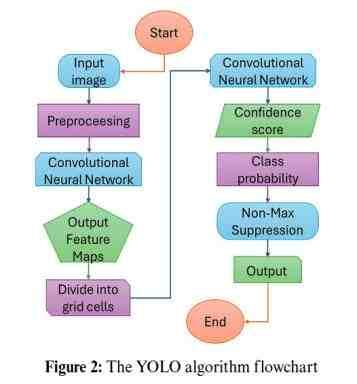 Start
Input
image
Preproceesing
Convolutional
Neural Network
Output
Feature
Maps
Divide into
grid cells
Convolutional
Neural Network
Confidence
score
Class
probability
Non-Max
Suppression
Output
End
Figure 2: The YOLO algorithm flowchart